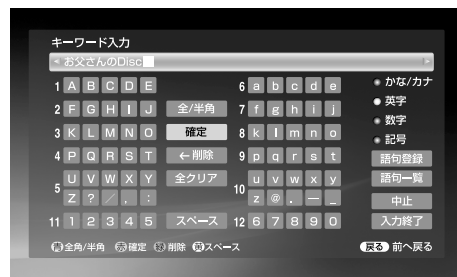 キーワード入力
お父さんのDisc
1 A B C D E 6 a b c d e かな/カナ
2 F G H I J 全/半角 7 f g h i j 英字
3 K L M N O 確定 8 k l m n o 数字
記号
4 P Q R S T ←削除 9 p q r s t 語句登録
5 U V W X Y 全クリア 10 u v w x y 語句一覧
Z ? / . : z @ . — _ 中止
11 1 2 3 4 5 スペース 12 6 7 8 9 0 入力終了
青 全角/半角 赤 確定 緑 削除 黄 スペース 戻る 前へ戻る